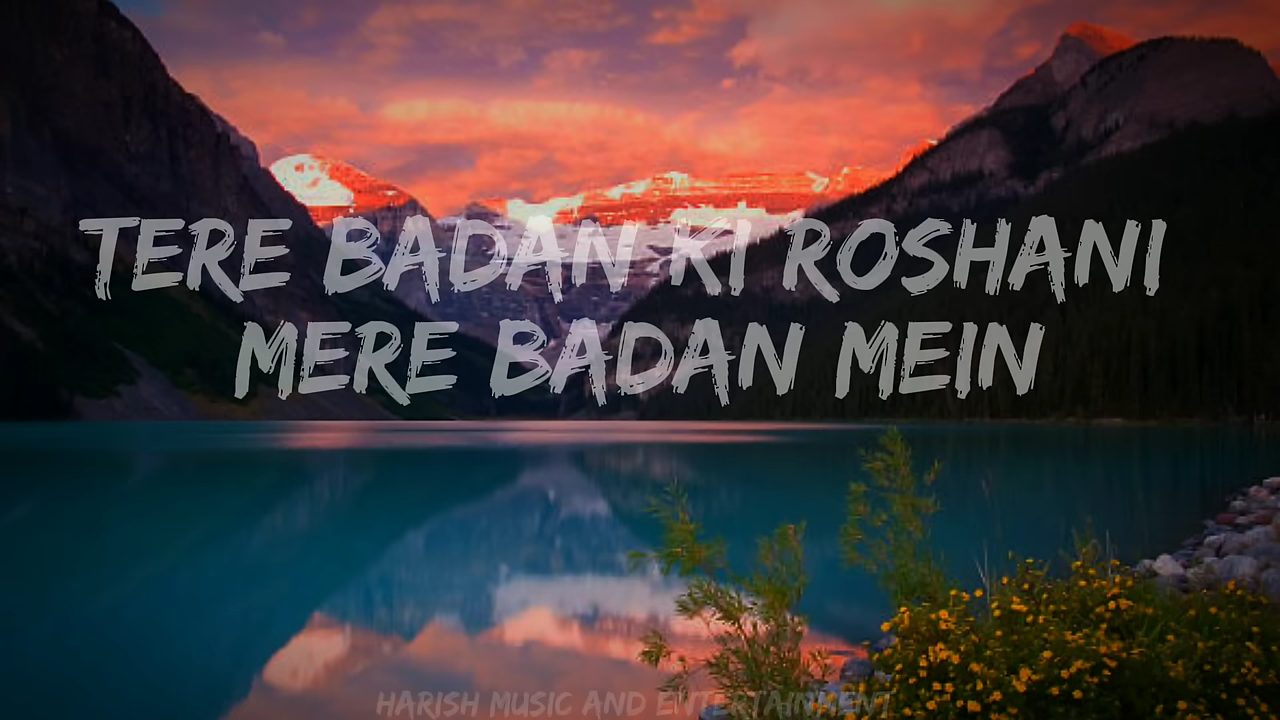 TERE BADAN KI ROSHANI
MERE BADAN MEIN
HARISH MUSIC AND ENTERTAINMENT